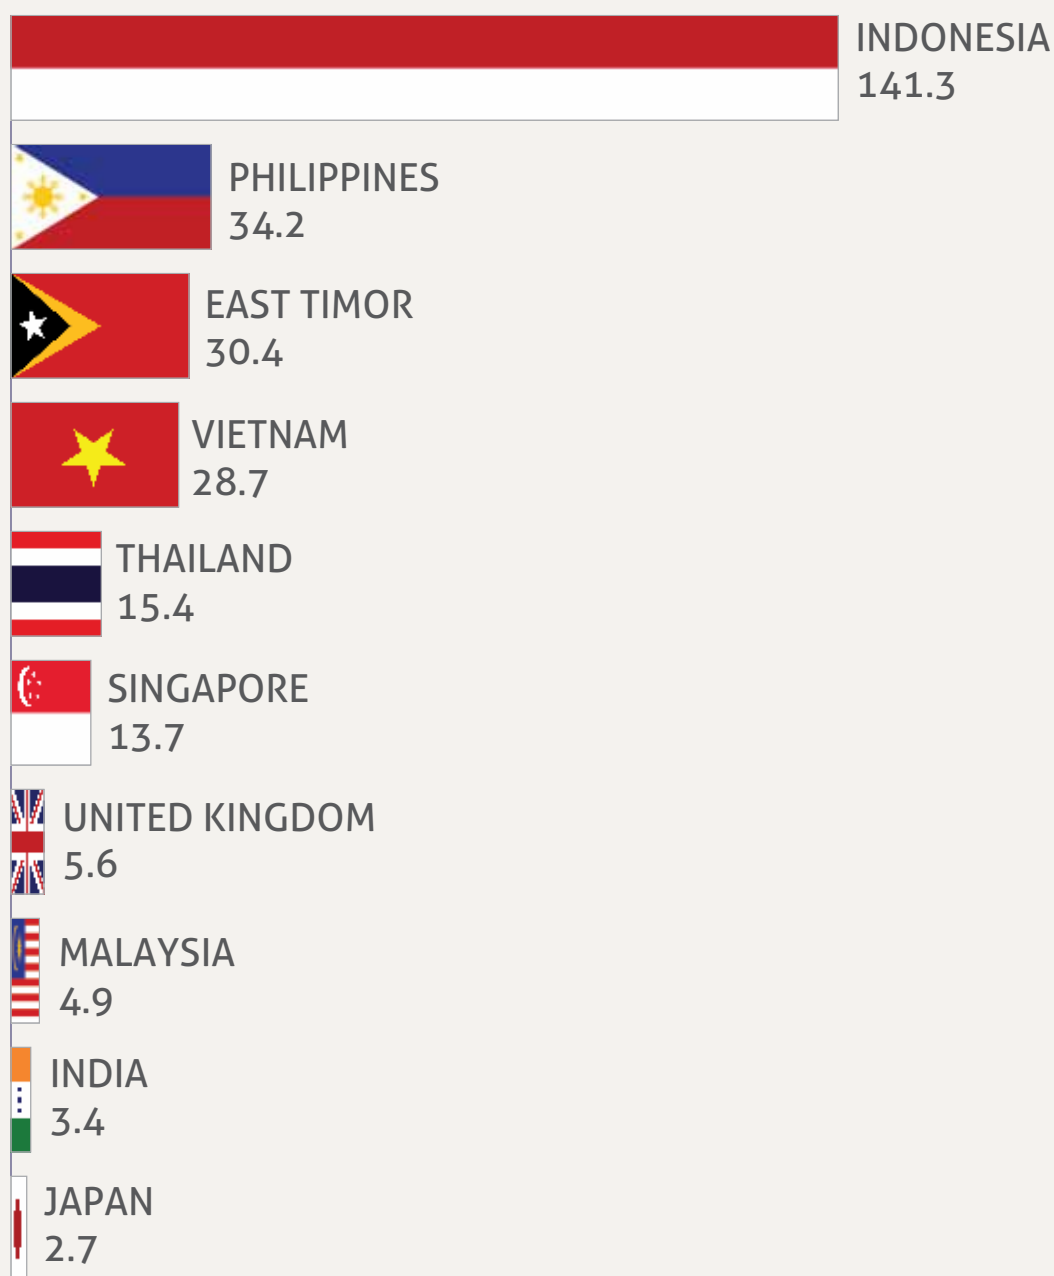 INDONESIA
141.3
PHILIPPINES
34.2
EAST TIMOR
30.4
VIETNAM
28.7
THAILAND
15.4
SINGAPORE
13.7
UNITED KINGDOM
5.6
MALAYSIA
4.9
INDIA
3.4
JAPAN
2.7